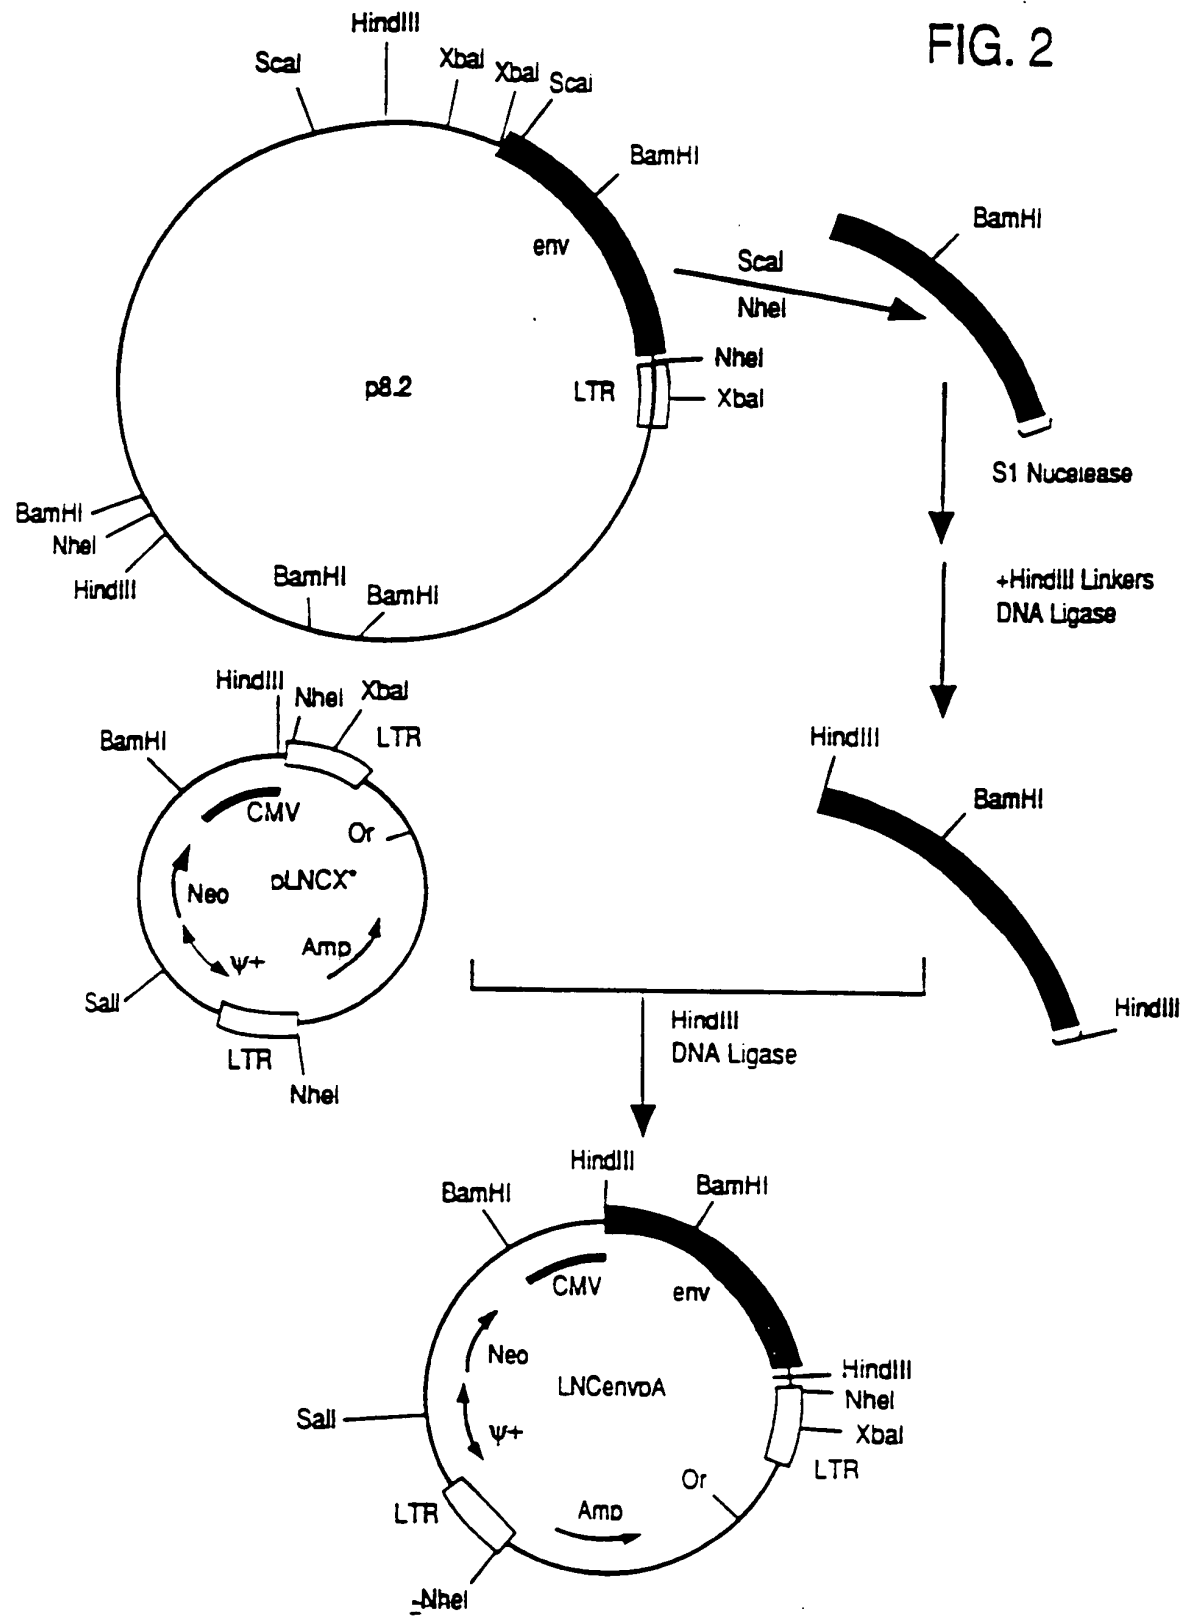 FIG. 2
HindIII
ScaI
XbaI
XbaI
ScaI
BamHI
env
ScaI
NheI
BamHI
NheI
LTR
XbaI
p8.2
S1 Nucelease
BamHI
NheI
HindIII
BamHI
BamHI
+HindIII Linkers
DNA Ligase
HindIII
NheI
XbaI
LTR
BamHI
CMV
Or
pLNCX*
Neo
Amp
ψ+
SalI
LTR
NheI
HindIII
BamHI
HindIII
HindIII
DNA Ligase
HindIII
BamHI
BamHI
CMV
env
Neo
LNCenvpA
HindIII
NheI
SalI
ψ+
XbaI
LTR
Or
LTR
Amp
NheI